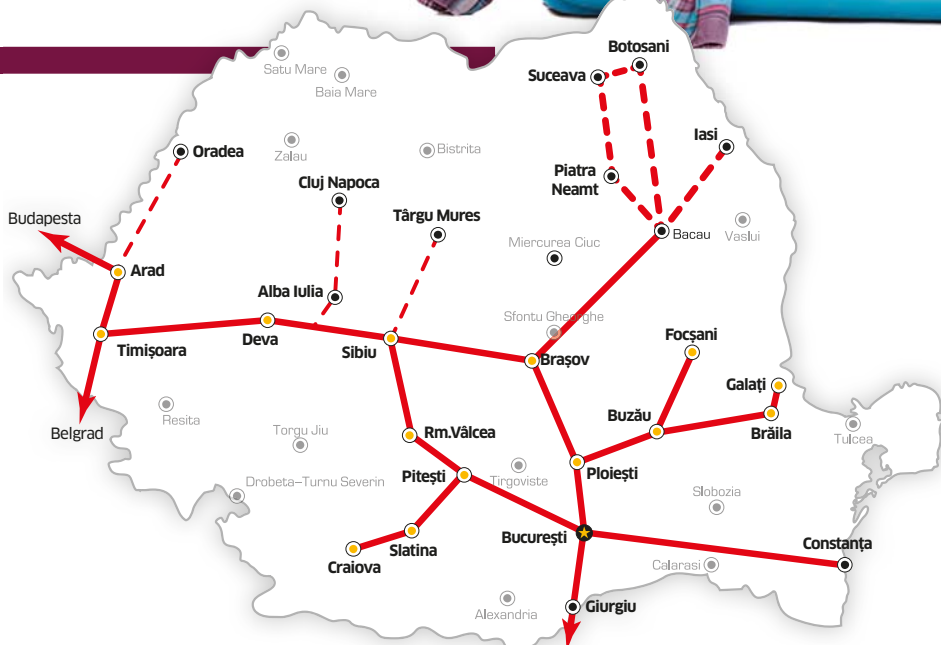 Botosani
Suceava
Satu Mare
Baia Mare
Iasi
Oradea
Zalau
Bistrita
Piatra
Neamt
Cluj Napoca
Târgu Mures
Budapesta
Miercurea Ciuc
Bacau
Vaslui
Arad
Alba Iulia
Sfontu Gheorghe
Timișoara
Deva
Sibiu
Brașov
Focșani
Galați
Resita
Buzău
Brăila
Belgrad
Torgu Jiu
Rm.Vâlcea
Tulcea
Pitești
Tirgoviste
Ploiești
Drobeta–Turnu Severin
Slobozia
București
Constanța
Slatina
Craiova
Calarasi
Alexandria
Giurgiu